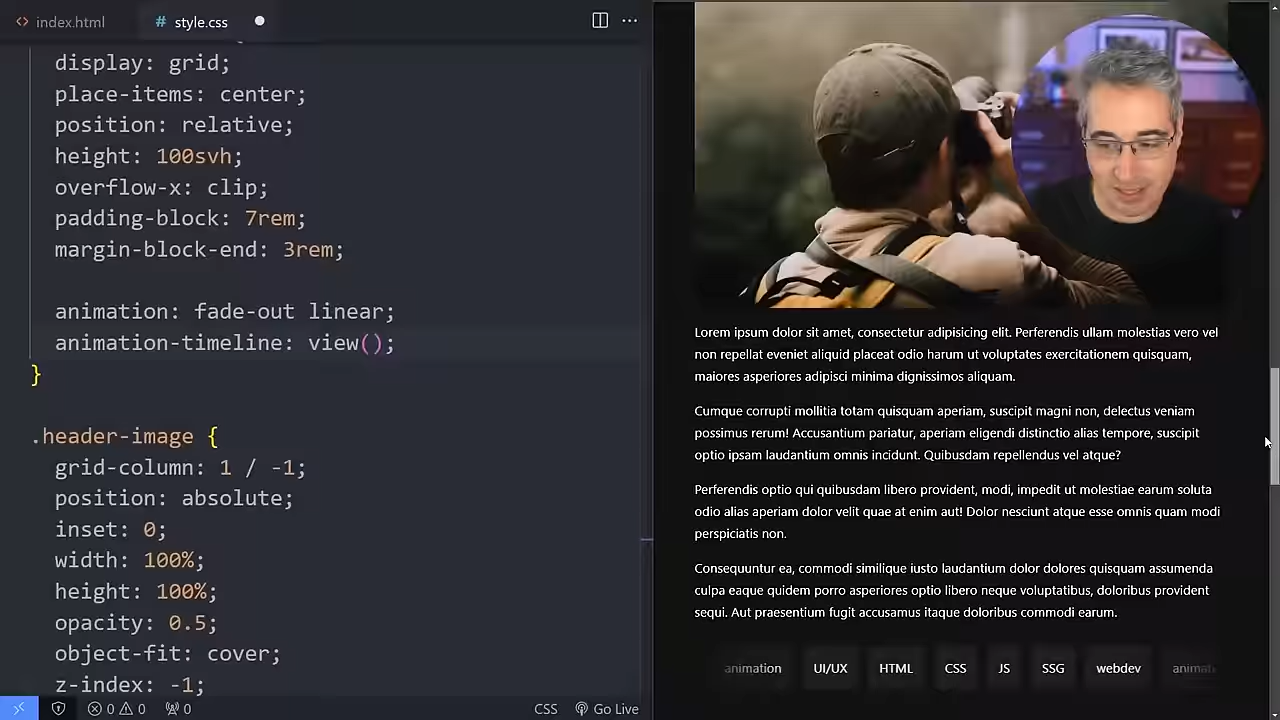 index.html
# style.css
display: grid;
place-items: center;
position: relative;
height: 100svh;
overflow-x: clip;
padding-block: 7rem;
margin-block-end: 3rem;
animation: fade-out linear;
animation-timeline: view();
}
.header-image {
grid-column: 1 / -1;
position: absolute;
inset: 0;
width: 100%;
height: 100%;
opacity: 0.5;
object-fit: cover;
z-index: -1;
0 0 0 CSS Go Live
Lorem ipsum dolor sit amet, consectetur adipisicing elit. Perferendis ullam molestias vero vel
non repellat eveniet aliquid placeat odio harum ut voluptates exercitationem quisquam,
maiores asperiores adipisci minima dignissimos aliquam.
Cumque corrupti mollitia totam quisquam aperiam, suscipit magni non, delectus veniam
possimus rerum! Accusantium pariatur, aperiam eligendi distinctio alias tempore, suscipit
optio ipsam laudantium omnis incidunt. Quibusdam repellendus vel atque?
Perferendis optio qui quibusdam libero provident, modi, impedit ut molestiae earum soluta
odio alias aperiam dolor velit quae at enim aut! Dolor nesciunt atque esse omnis quam modi
perspiciatis non.
Consequuntur ea, commodi similique iusto laudantium dolor dolores quisquam assumenda
culpa eaque quidem porro asperiores optio libero neque voluptatibus, doloribus provident
sequi. Aut praesentium fugit accusamus itaque doloribus commodi earum.
animation UI/UX HTML CSS JS SSG webdev animat